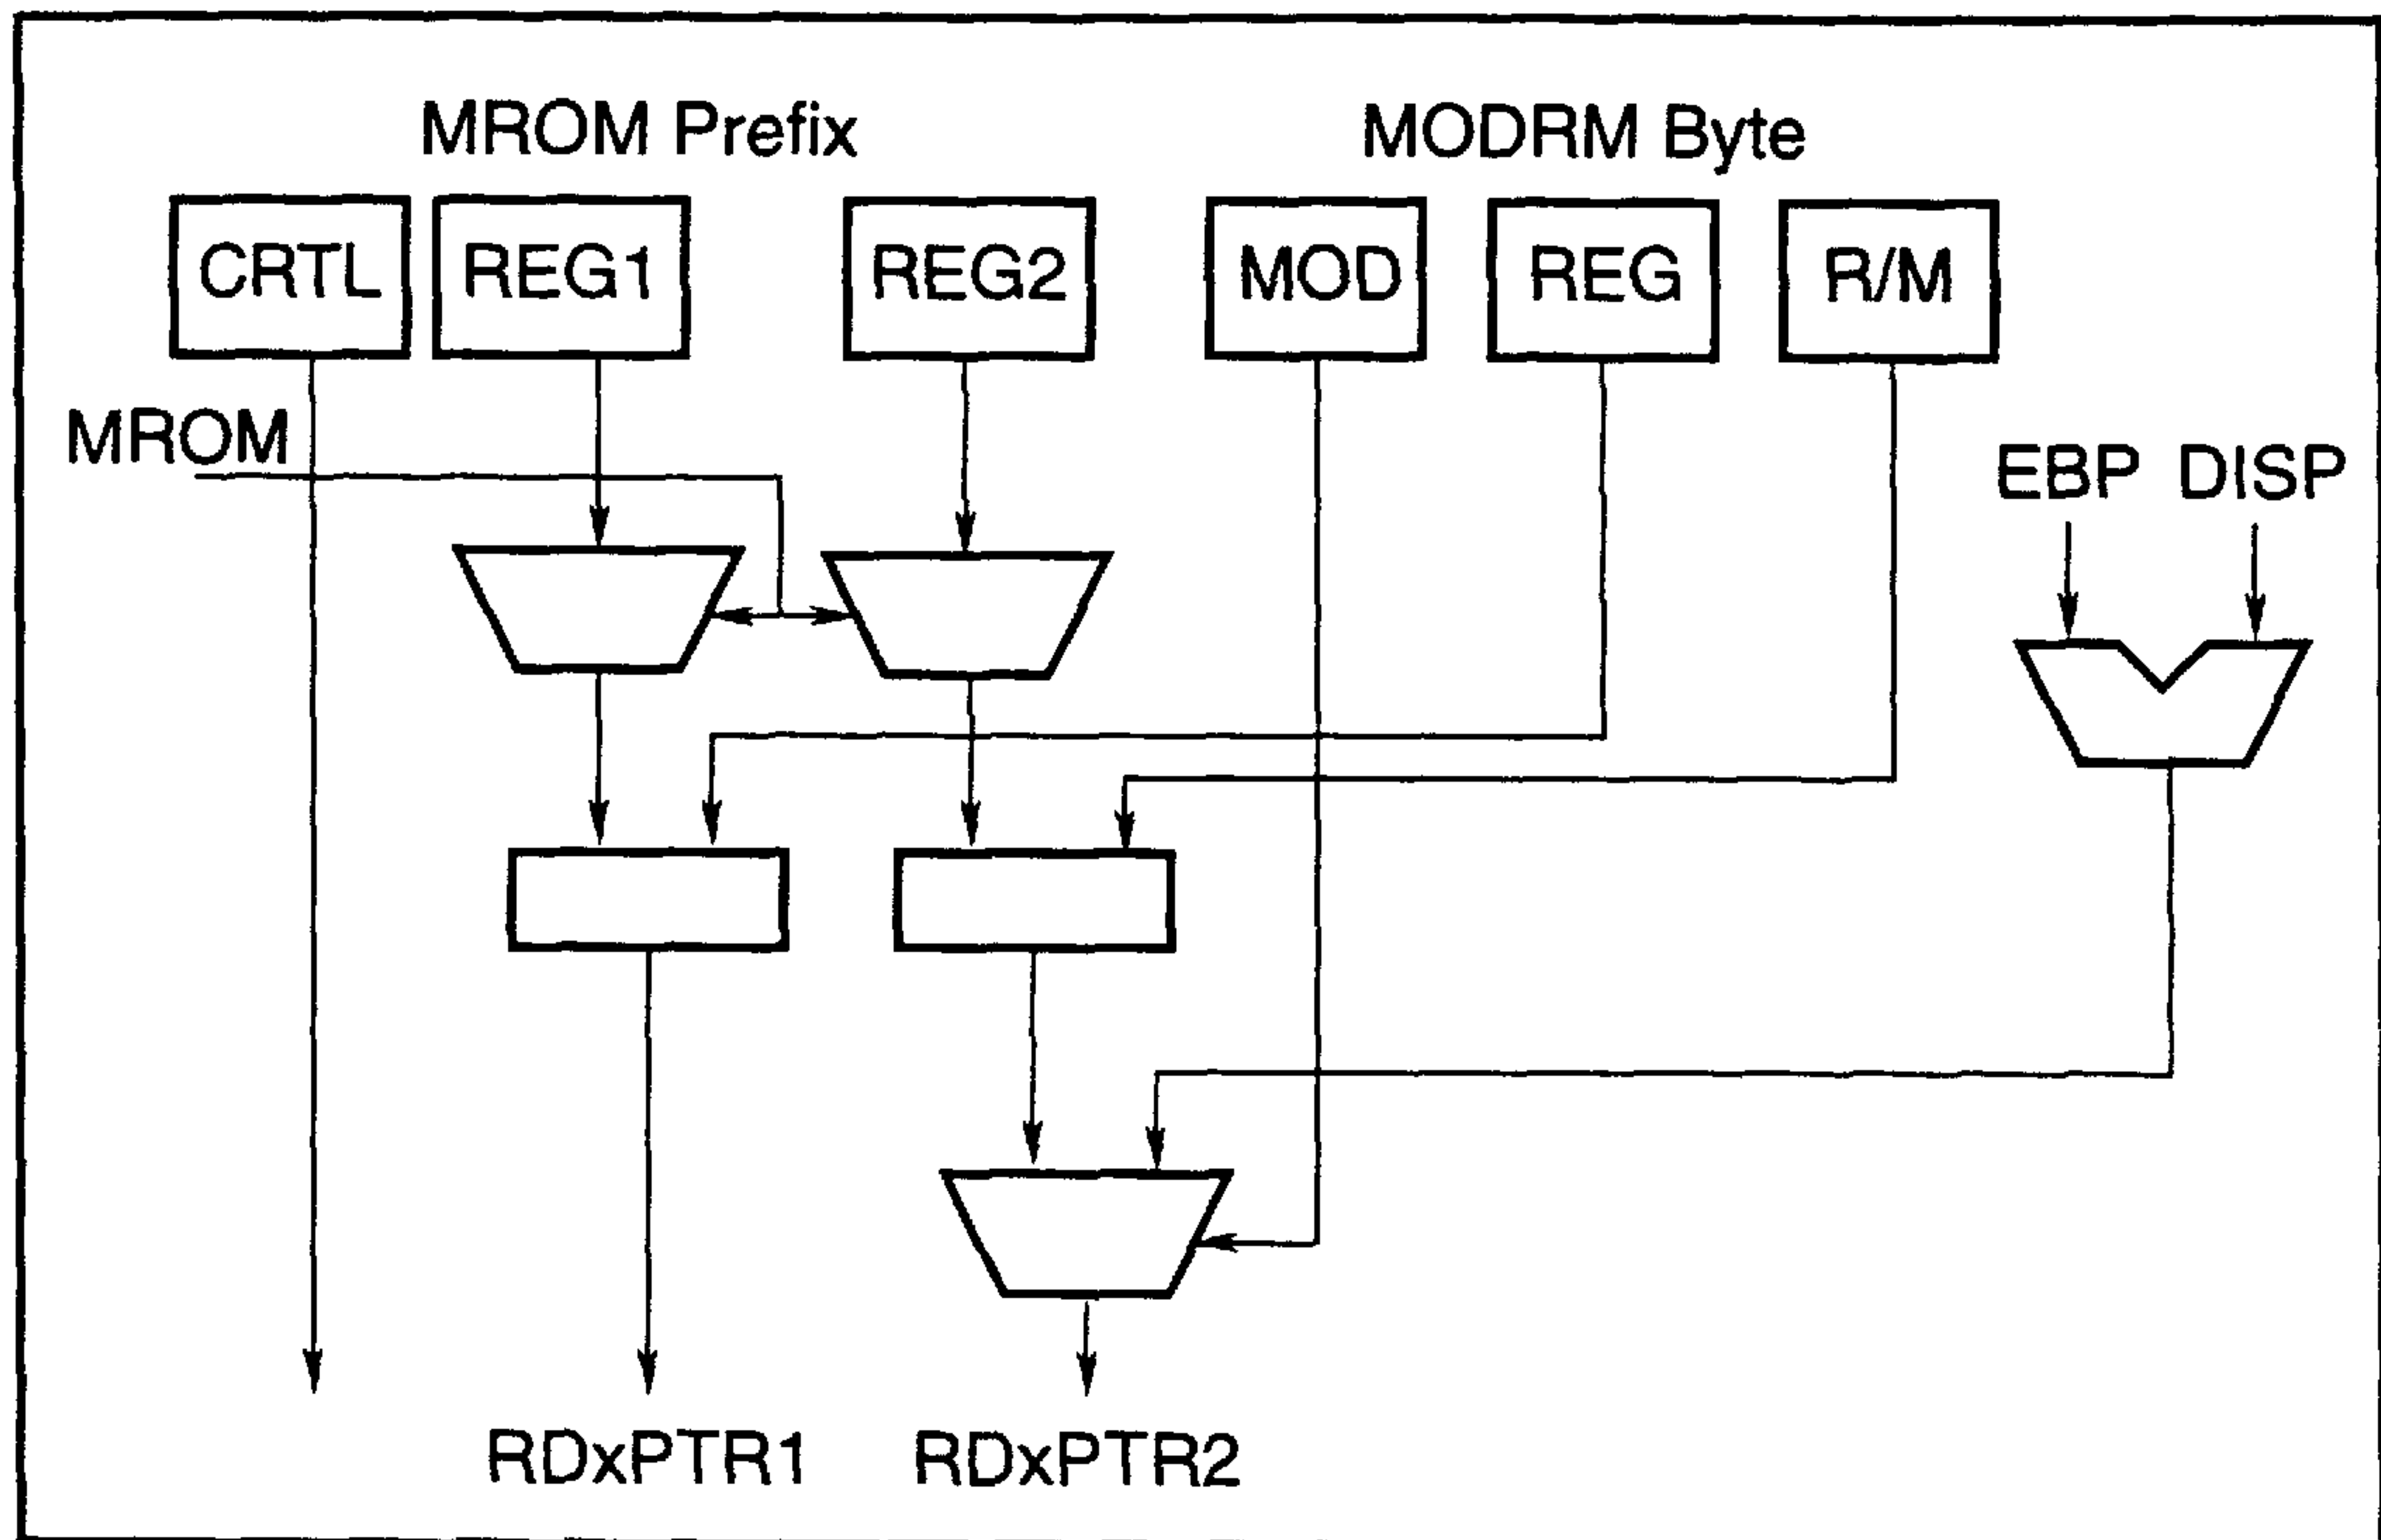 MROM Prefix MODRM Byte
CRTL REG1 REG2 MOD REG R/M
MROM
EBP DISP
RDxPTR1 RDxPTR2